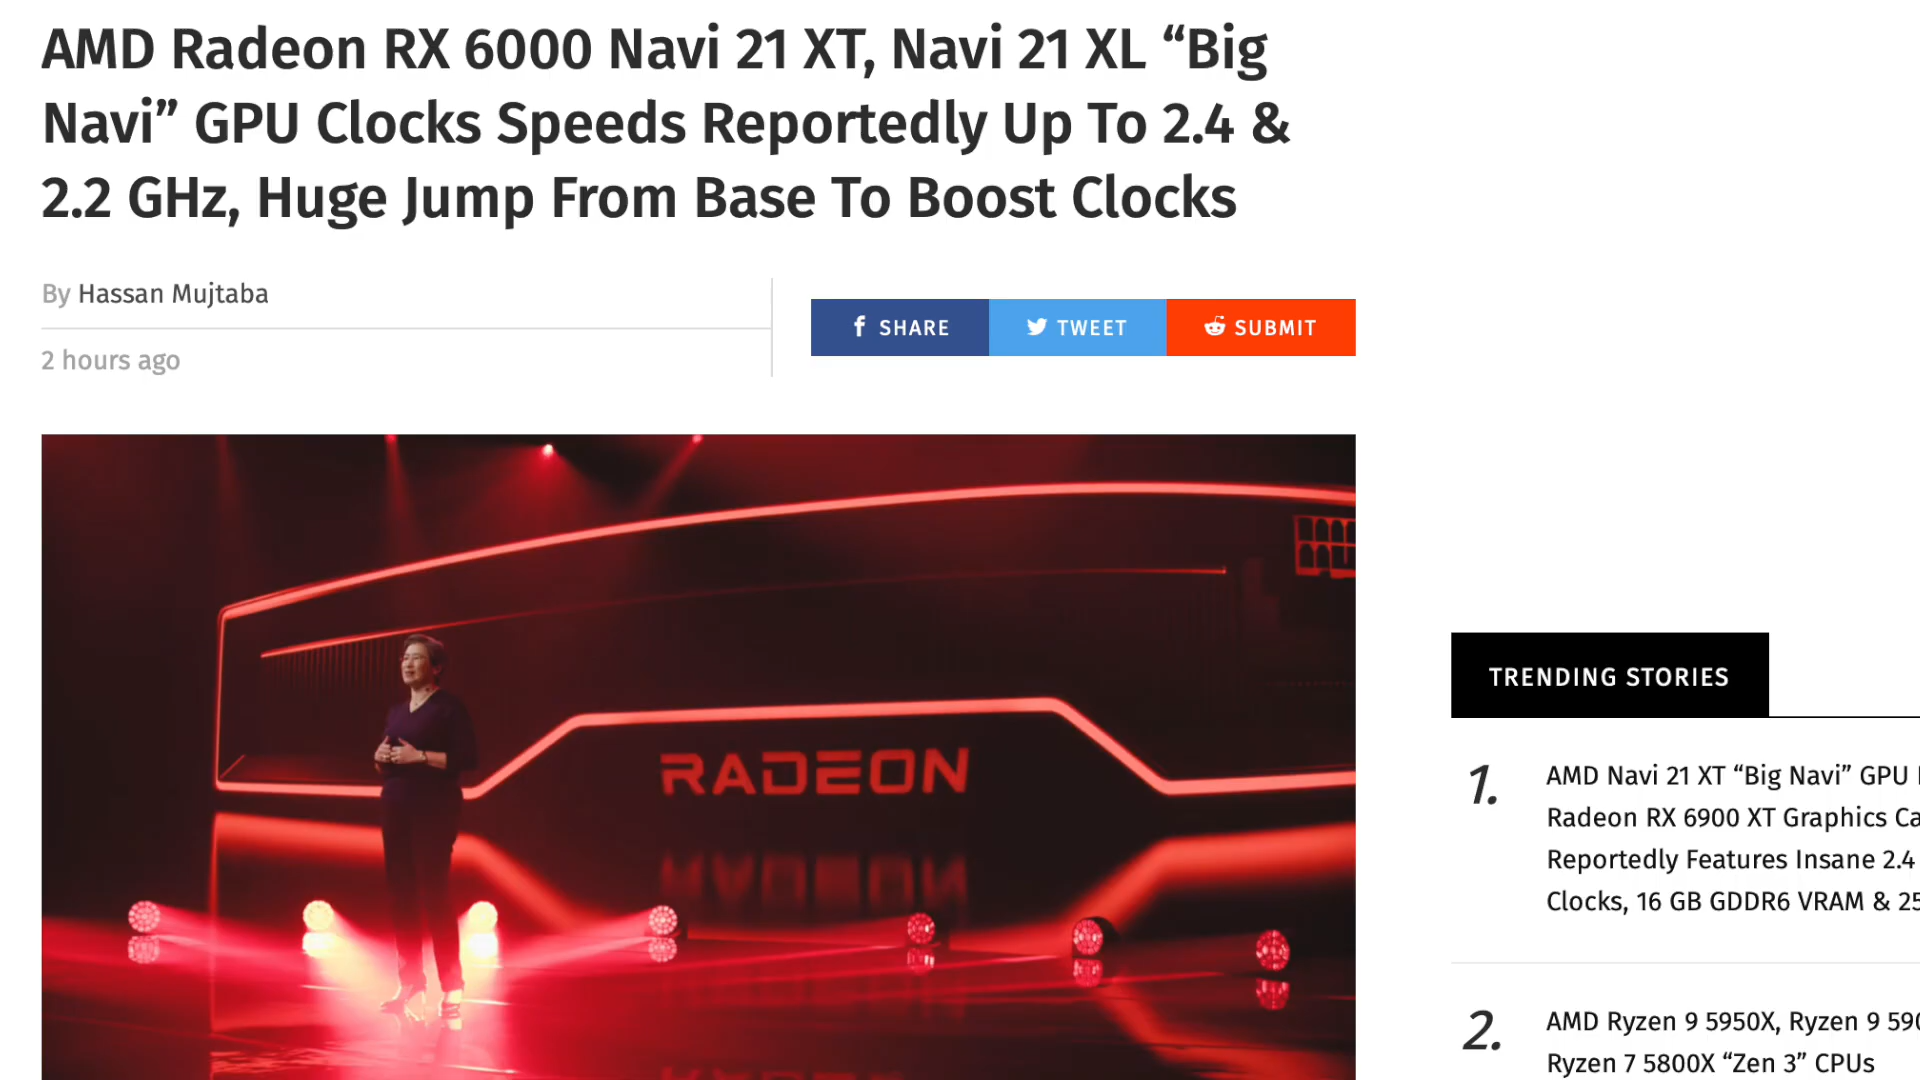 AMD Radeon RX 6000 Navi 21 XT, Navi 21 XL “Big
Navi” GPU Clocks Speeds Reportedly Up To 2.4 &
2.2 GHz, Huge Jump From Base To Boost Clocks
By Hassan Mujtaba
2 hours ago
SHARE
TWEET
SUBMIT
RADEON
TRENDING STORIES
1.
AMD Navi 21 XT “Big Navi” GPU
Radeon RX 6900 XT Graphics
Reportedly Features Insane 2.4
Clocks, 16 GB GDDR6 VRAM &
2.
AMD Ryzen 9 5950X, Ryzen 9
Ryzen 7 5800X “Zen 3” CPUs